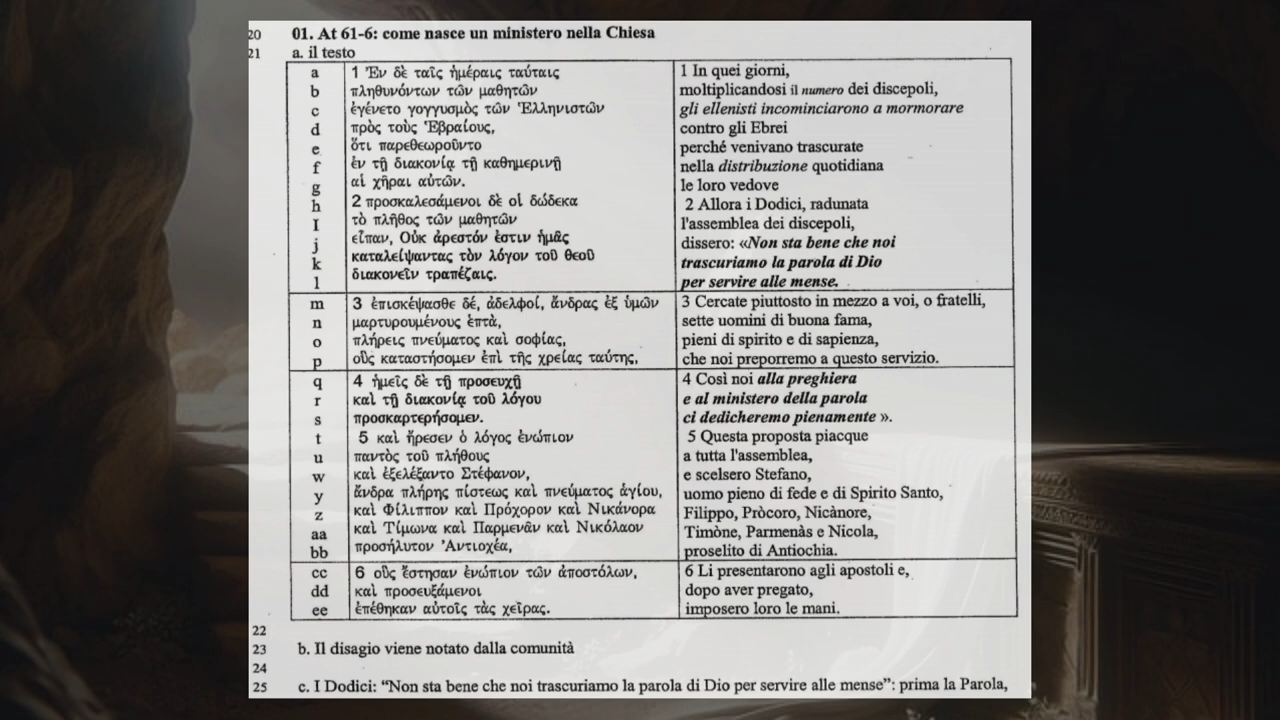 20 01. At 61-6: come nasce un ministero nella Chiesa
21 a. il testo
a 1 Ἐν δὲ ταῖς ἡμέραις ταύταις 1 In quei giorni,
b πληθυνόντων τῶν μαθητῶν moltiplicandosi il numero dei discepoli,
c ἐγένετο γογγυσμὸς τῶν Ἑλληνιστῶν gli ellenisti incominciarono a mormorare
d πρὸς τοὺς Ἑβραίους, contro gli Ebrei
e ὅτι παρεθεωροῦντο perché venivano trascurate
f ἐν τῇ διακονίᾳ τῇ καθημερινῇ nella distribuzione quotidiana
g αἱ χῆραι αὐτῶν. le loro vedove
h 2 προσκαλεσάμενοι δὲ οἱ δώδεκα 2 Allora i Dodici, radunata
I τὸ πλῆθος τῶν μαθητῶν l'assemblea dei discepoli,
j εἶπαν, Οὐκ ἀρεστόν ἐστιν ἡμᾶς dissero: «Non sta bene che noi
k καταλείψαντας τὸν λόγον τοῦ θεοῦ trascuriamo la parola di Dio
l διακονεῖν τραπέζαις. per servire alle mense.
m 3 ἐπισκέψασθε δέ, ἀδελφοί, ἄνδρας ἐξ ὑμῶν 3 Cercate piuttosto in mezzo a voi, o fratelli,
n μαρτυρουμένους ἑπτὰ, sette uomini di buona fama,
o πλήρεις πνεύματος καὶ σοφίας, pieni di spirito e di sapienza,
p οὓς καταστήσομεν ἐπὶ τῆς χρείας ταύτης, che noi preporremo a questo servizio.
q 4 ἡμεῖς δὲ τῇ προσευχῇ 4 Così noi alla preghiera
r καὶ τῇ διακονίᾳ τοῦ λόγου e al ministero della parola
s προσκαρτερήσομεν. ci dedicheremo pienamente ».
t 5 καὶ ἤρεσεν ὁ λόγος ἐνώπιον 5 Questa proposta piacque
u παντὸς τοῦ πλήθους a tutta l'assemblea,
w καὶ ἐξελέξαντο Στέφανον, e scelsero Stefano,
y ἄνδρα πλήρης πίστεως καὶ πνεύματος ἁγίου, uomo pieno di fede e di Spirito Santo,
z καὶ Φίλιππον καὶ Πρόχορον καὶ Νικάνορα Filippo, Pròcoro, Nicànore,
aa καὶ Τίμωνα καὶ Παρμενᾶν καὶ Νικόλαον Timòne, Parmenàs e Nicola,
bb προσήλυτον Ἀντιοχέα, proselito di Antiochia.
cc 6 οὓς ἔστησαν ἐνώπιον τῶν ἀποστόλων, 6 Li presentarono agli apostoli e,
dd καὶ προσευξάμενοι dopo aver pregato,
ee ἐπέθηκαν αὐτοῖς τὰς χεῖρας. imposero loro le mani.
22
23 b. Il disagio viene notato dalla comunità
24
25 c. I Dodici: “Non sta bene che noi trascuriamo la parola di Dio per servire alle mense”: prima la Parola,